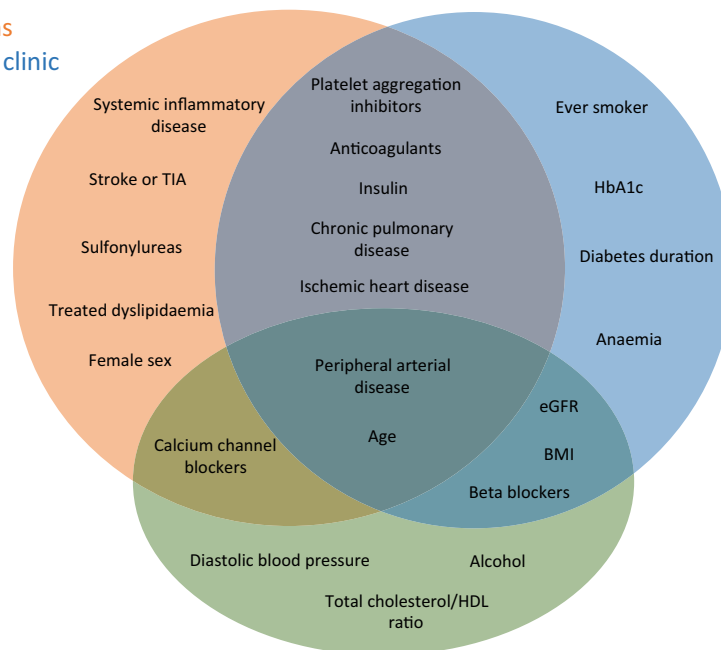 clinic
Platelet aggregation
inhibitors
Systemic inflammatory
disease
Ever smoker
Anticoagulants
Stroke or TIA
Insulin
HbA1c
Chronic pulmonary
disease
Sulfonylureas
Diabetes duration
Ischemic heart disease
Treated dyslipidaemia
Anaemia
Female sex
Peripheral arterial
disease
eGFR
Age
Calcium channel
blockers
BMI
Beta blockers
Diastolic blood pressure
Alcohol
Total cholesterol/HDL
ratio